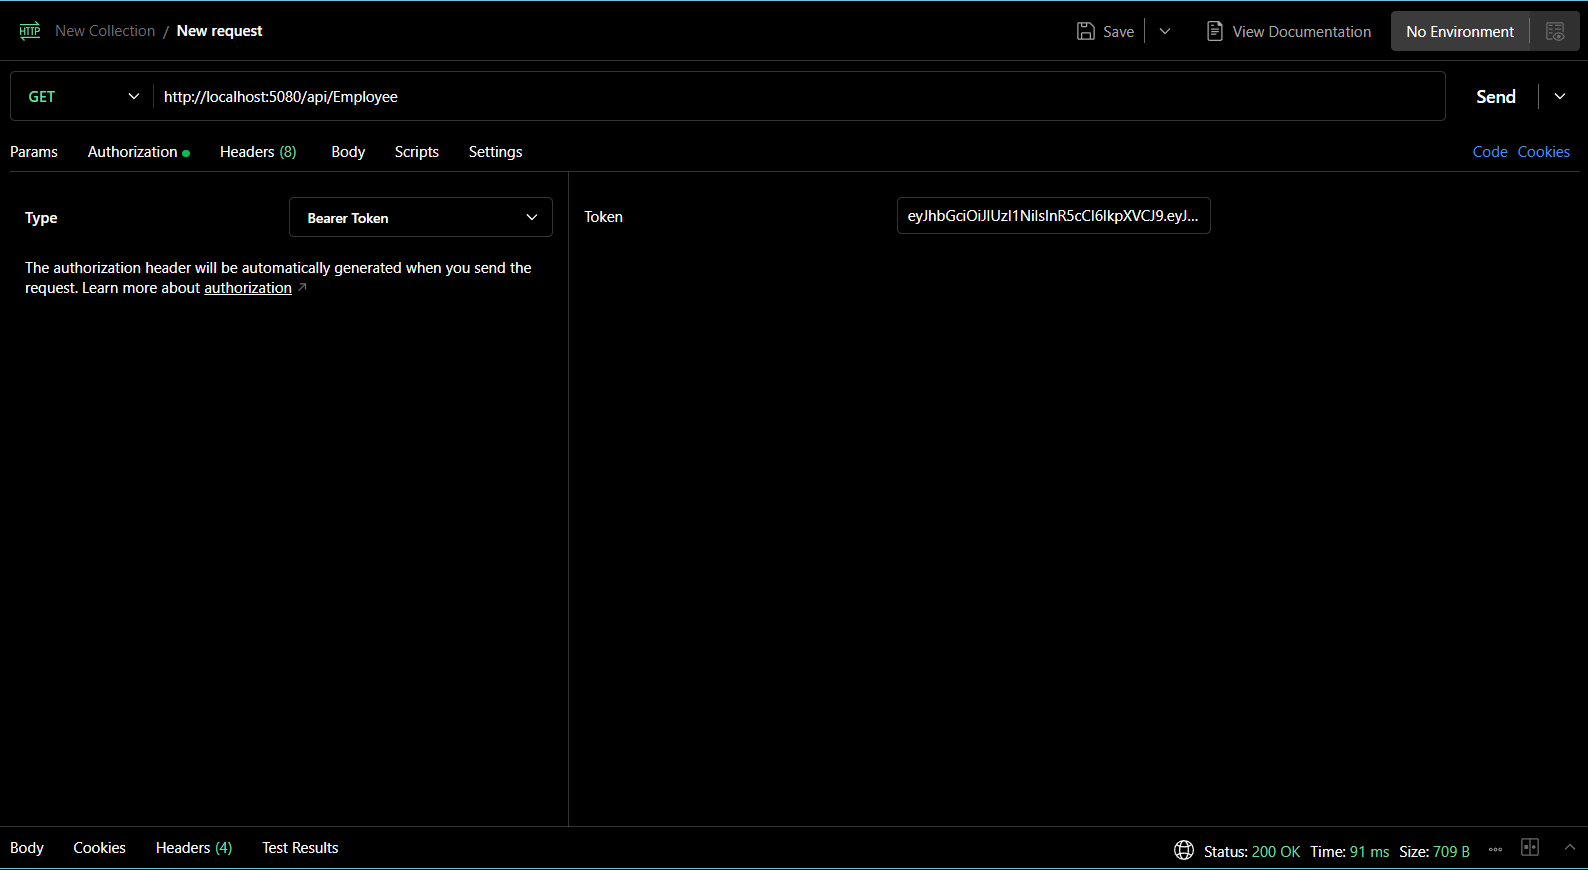 HTTP New Collection / New request Save View Documentation No Environment
GET http://localhost:5080/api/Employee Send
Params Authorization Headers (8) Body Scripts Settings Code Cookies
Type Bearer Token
The authorization header will be automatically generated when you send the
request. Learn more about authorization
Token eyJhbGciOiJIUzI1NiIsInR5cCI6IkpXVCJ9.eyJ...
Body Cookies Headers (4) Test Results Status: 200 OK Time: 91 ms Size: 709 B